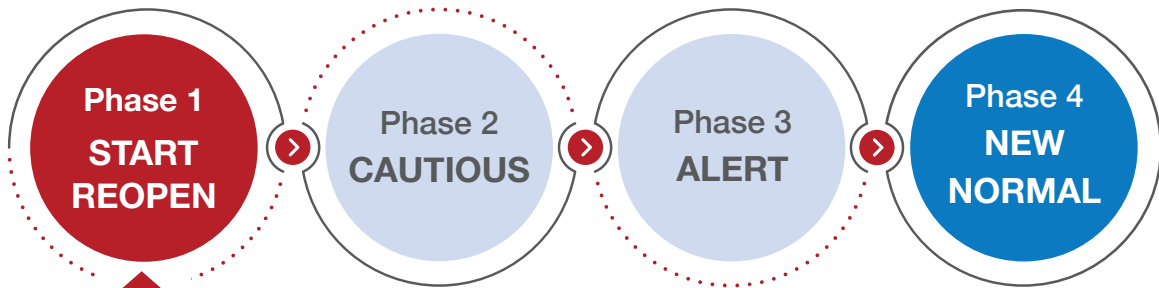 Phase 1
START
REOPEN
Phase 2
CAUTIOUS
Phase 3
ALERT
Phase 4
NEW
NORMAL